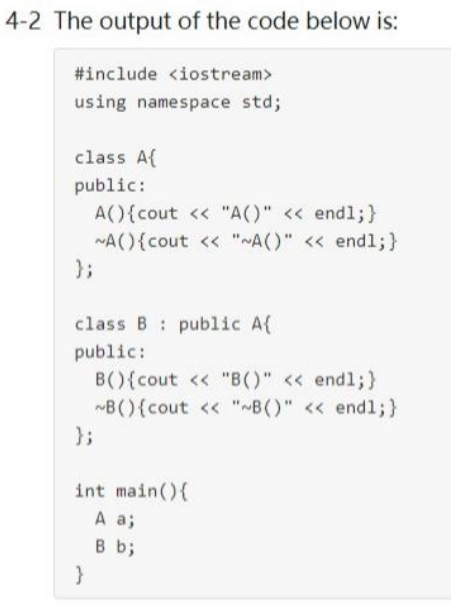 4-2 The output of the code below is:
#include <iostream>
using namespace std;
class A{
public:
A(){cout << "A()" << endl;}
~A(){cout << "~A()" << endl;}
};
class B : public A{
public:
B(){cout << "B()" << endl;}
~B(){cout << "~B()" << endl;}
};
int main(){
A a;
B b;
}